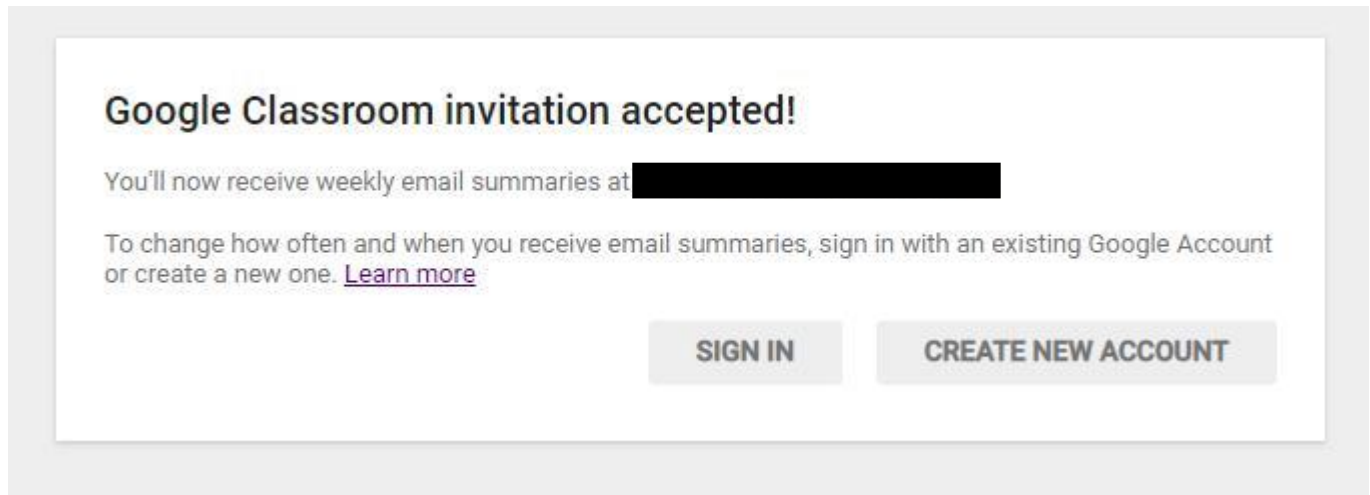 Google Classroom invitation accepted!
You'll now receive weekly email summaries at
To change how often and when you receive email summaries, sign in with an existing Google Account
or create a new one. Learn more
SIGN IN CREATE NEW ACCOUNT